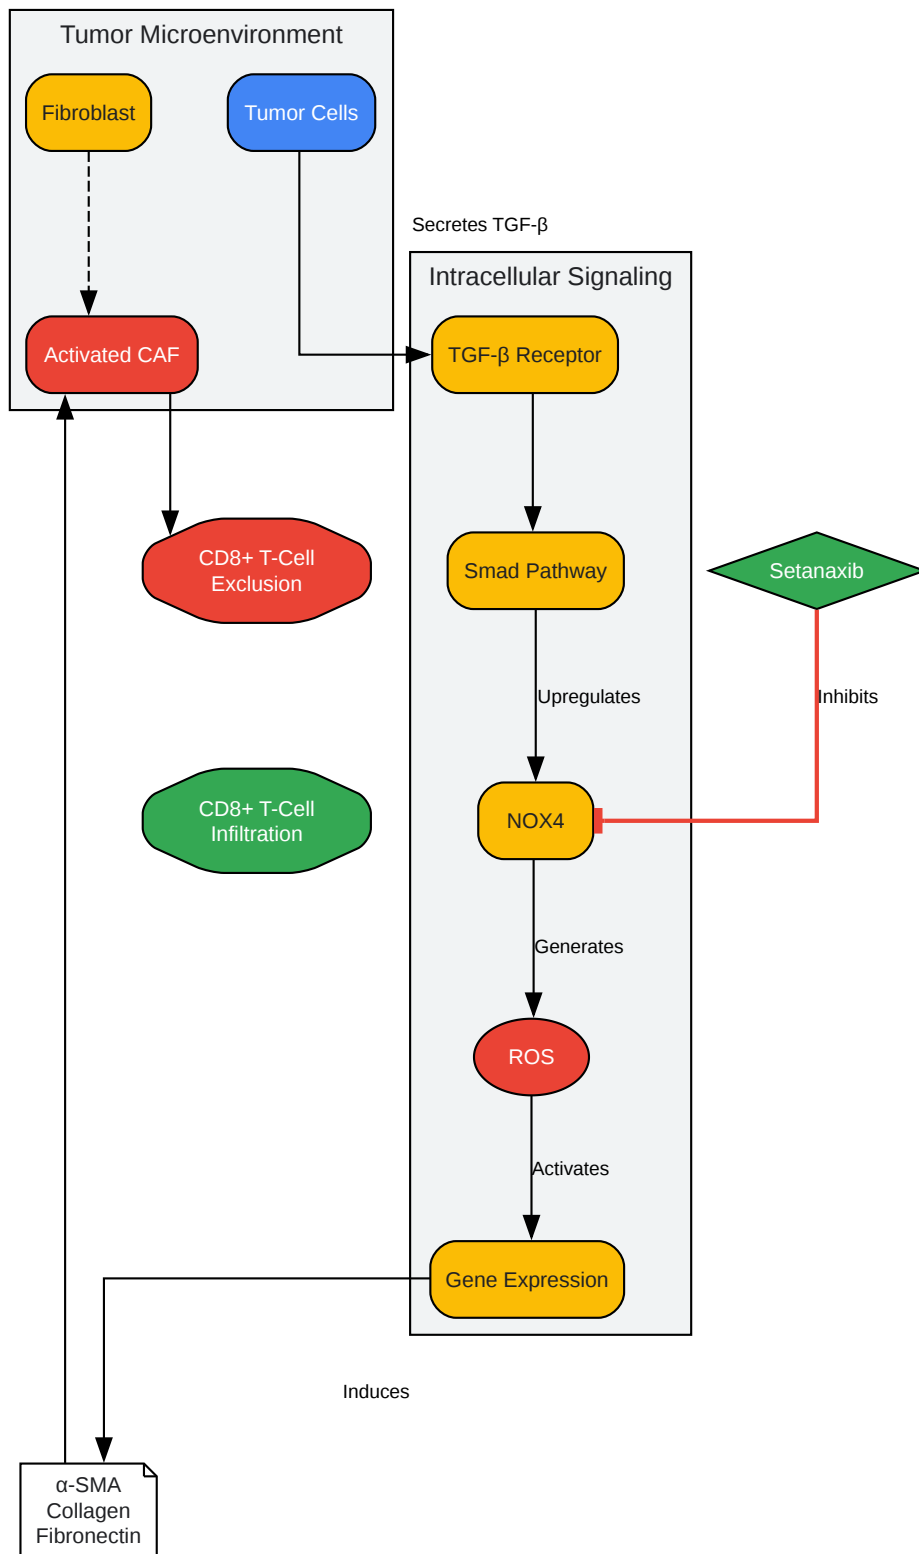 Tumor Microenvironment
Fibroblast
Tumor Cells
Secretes TGF-β
Intracellular Signaling
Activated CAF
TGF-β Receptor
CD8+ T-Cell
Exclusion
Smad Pathway
Setanaxib
Upregulates
Inhibits
CD8+ T-Cell
Infiltration
NOX4
Generates
ROS
Activates
Gene Expression
Induces
α-SMA
Collagen
Fibronectin